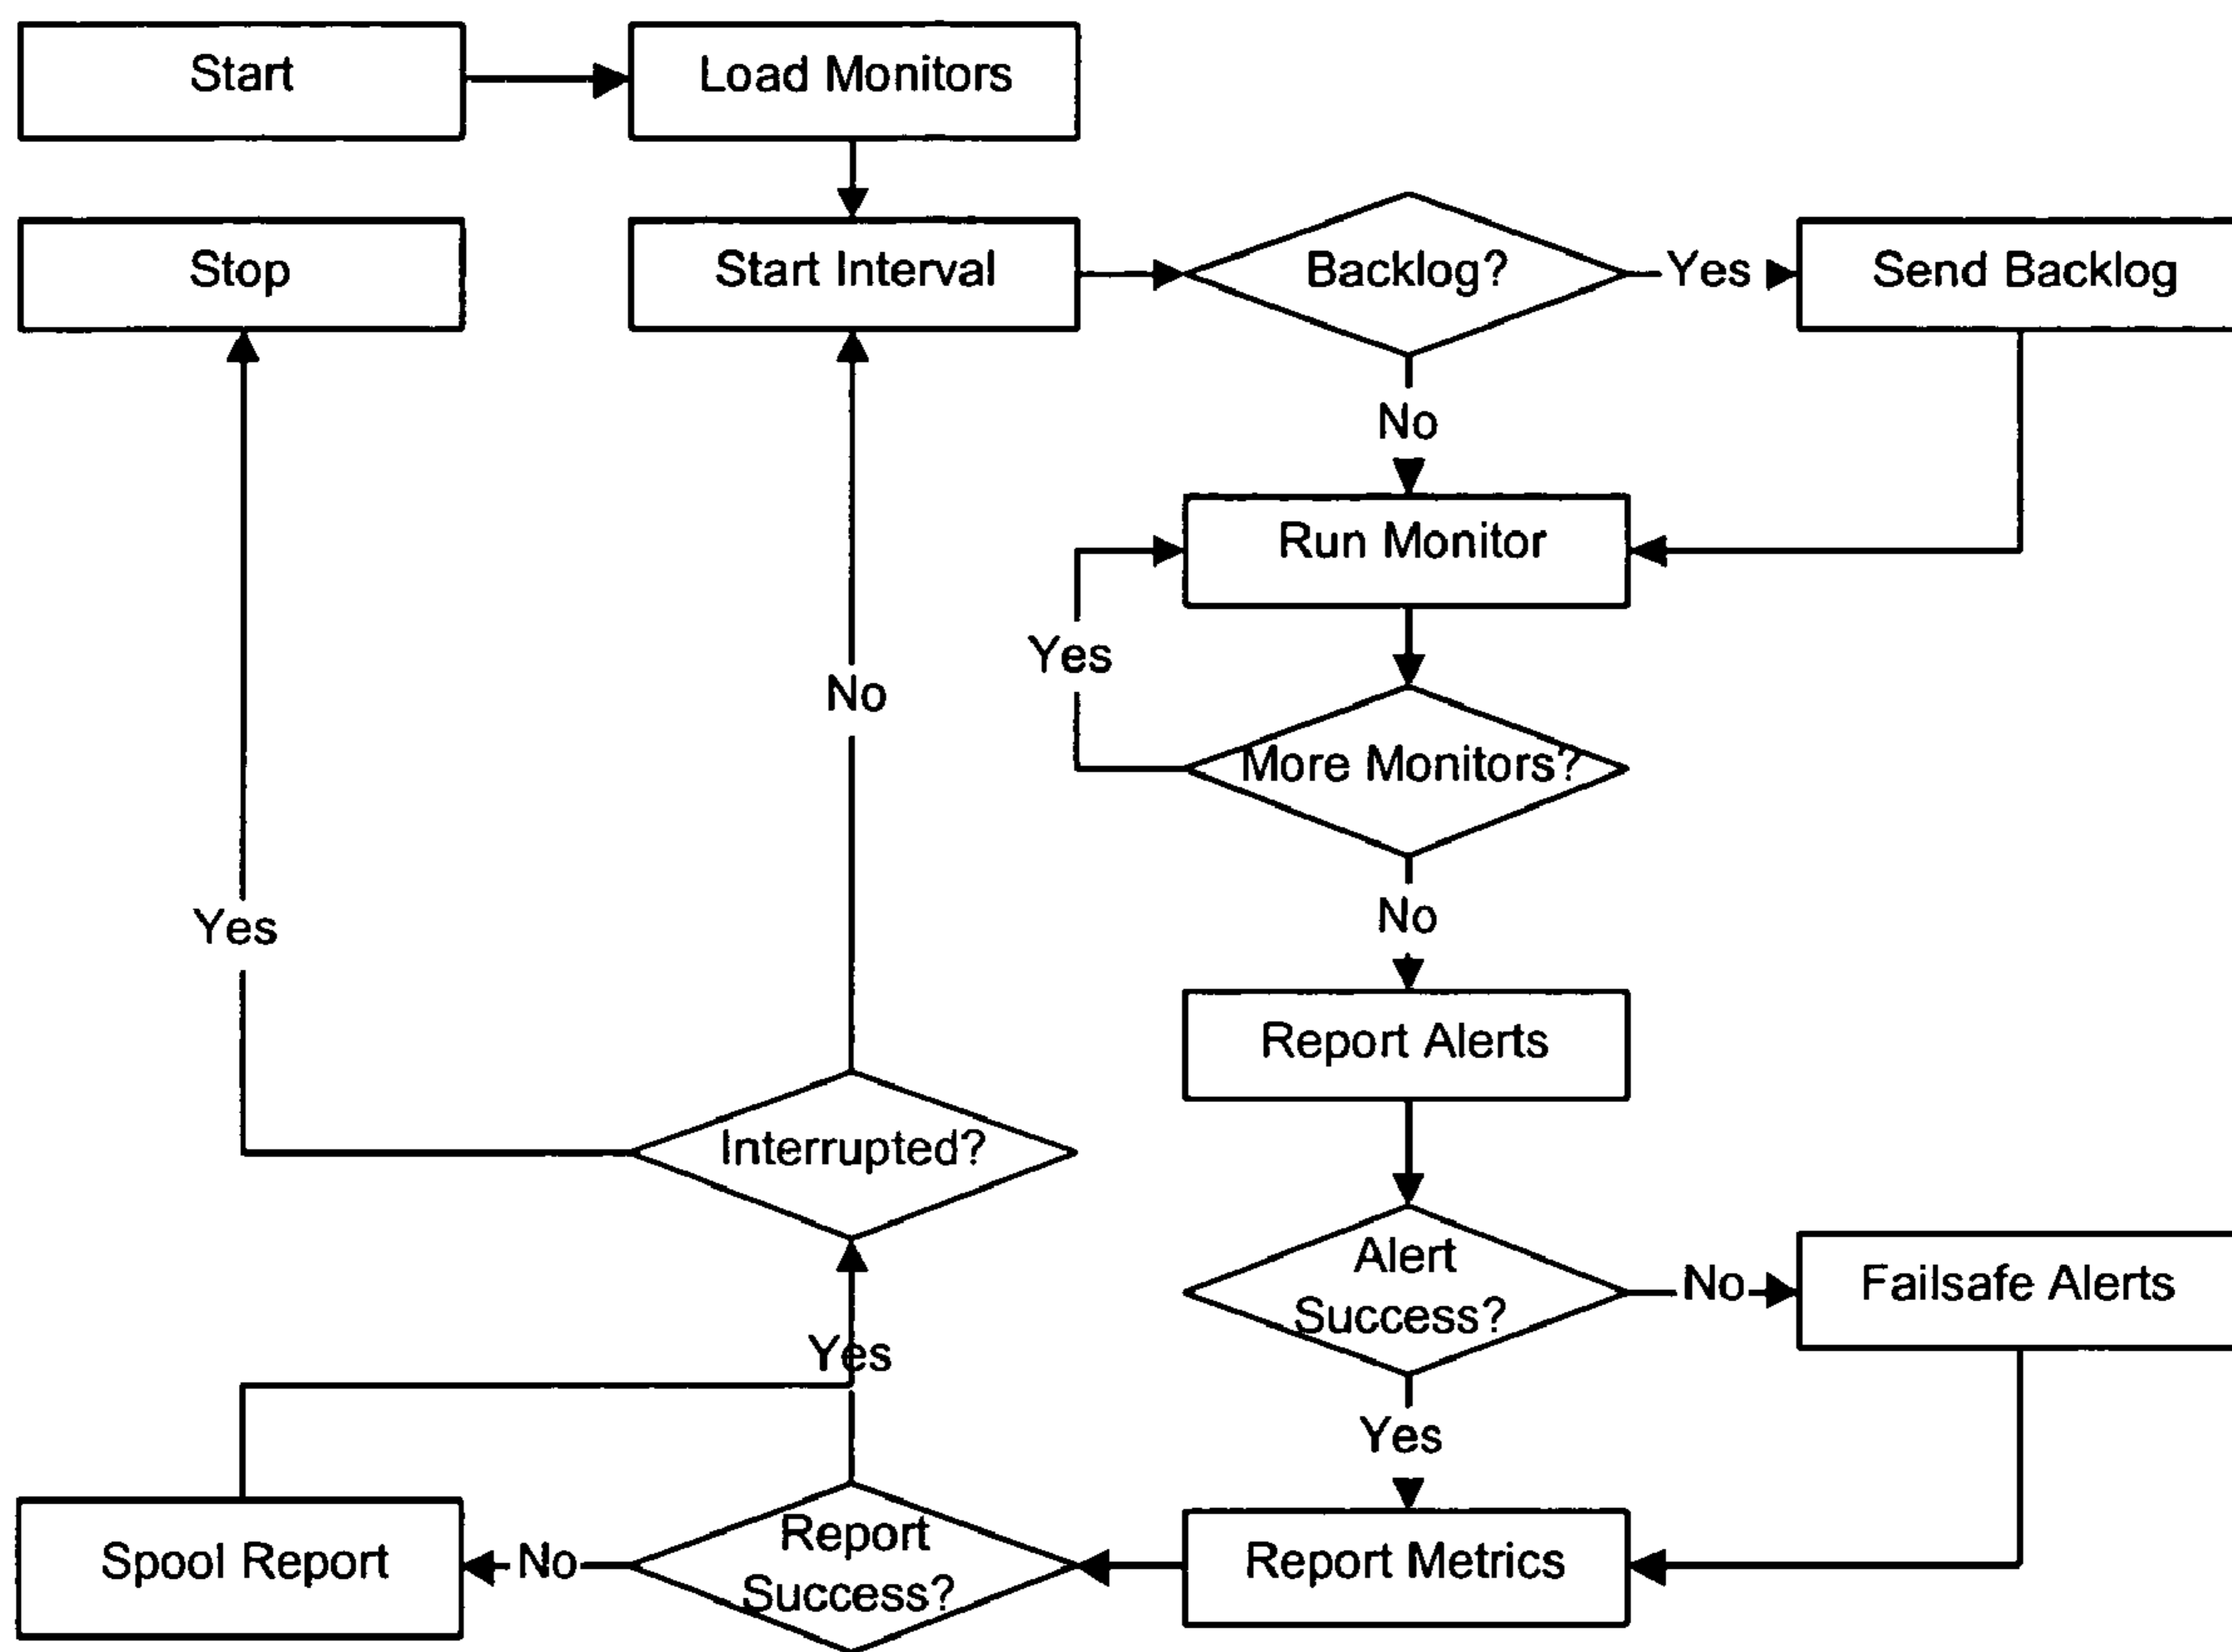 Start
Load Monitors
Stop
Start Interval
Backlog?
Yes
Send Backlog
No
Run Monitor
Yes
No
More Monitors?
Yes
No
Report Alerts
Interrupted?
Alert
Success?
No
Failsafe Alerts
Yes
Yes
Spool Report
No
Report
Success?
Report Metrics